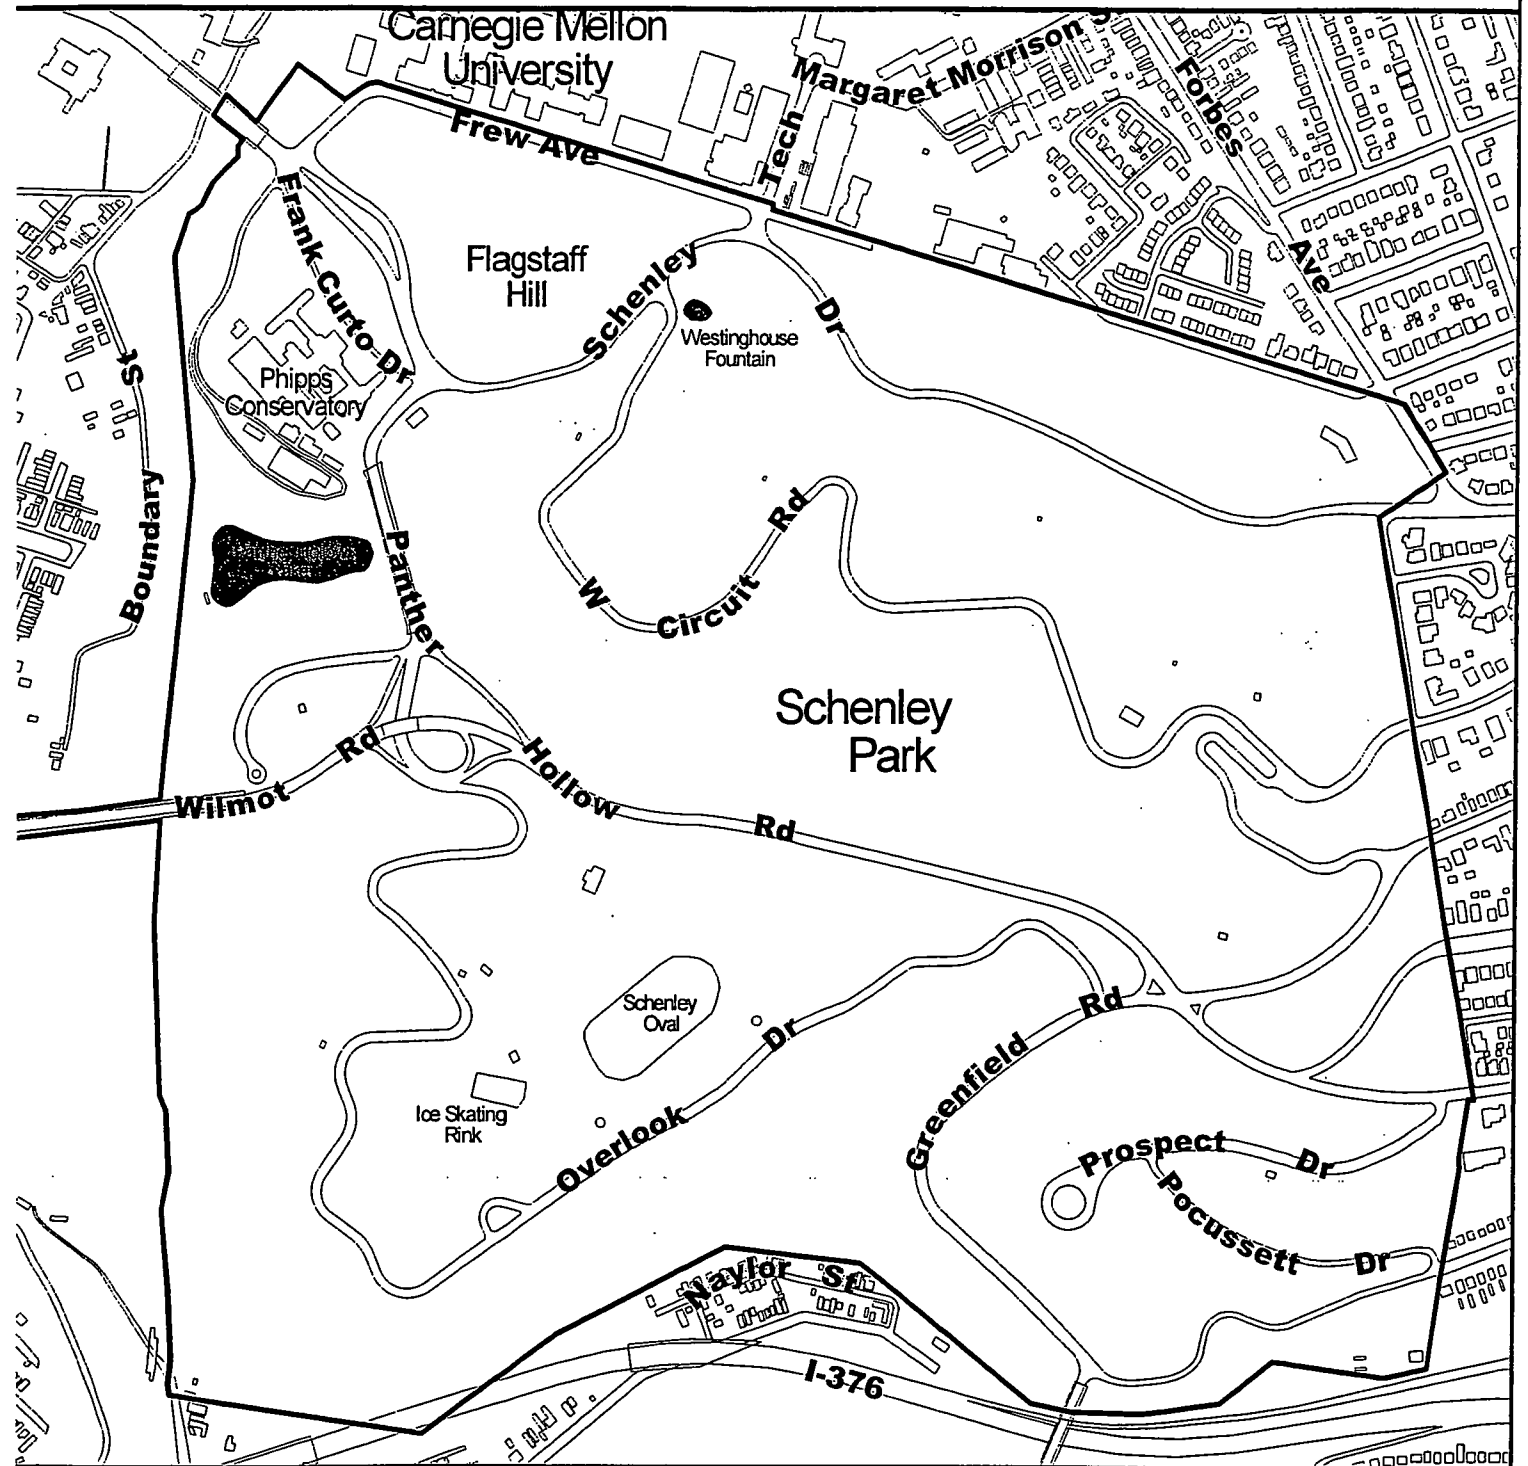 Carnegie Mellon
University
Margaret Morrison S
Forbes
Ave
Tech
Frew Ave
Frank Curto Dr
Flagstaff
Hill
Schenley
Dr
Westinghouse
Fountain
Phipps
Conservatory
St
Boundary
Panther
W
Circuit
Rd
Schenley
Park
Wilmot
Rd
Hollow
Rd
Schenley
Oval
Dr
Overlook
Ice Skating
Rink
Greenfield
Rd
Prospect
Dr
Pocussett
Dr
Naylor St
I-376